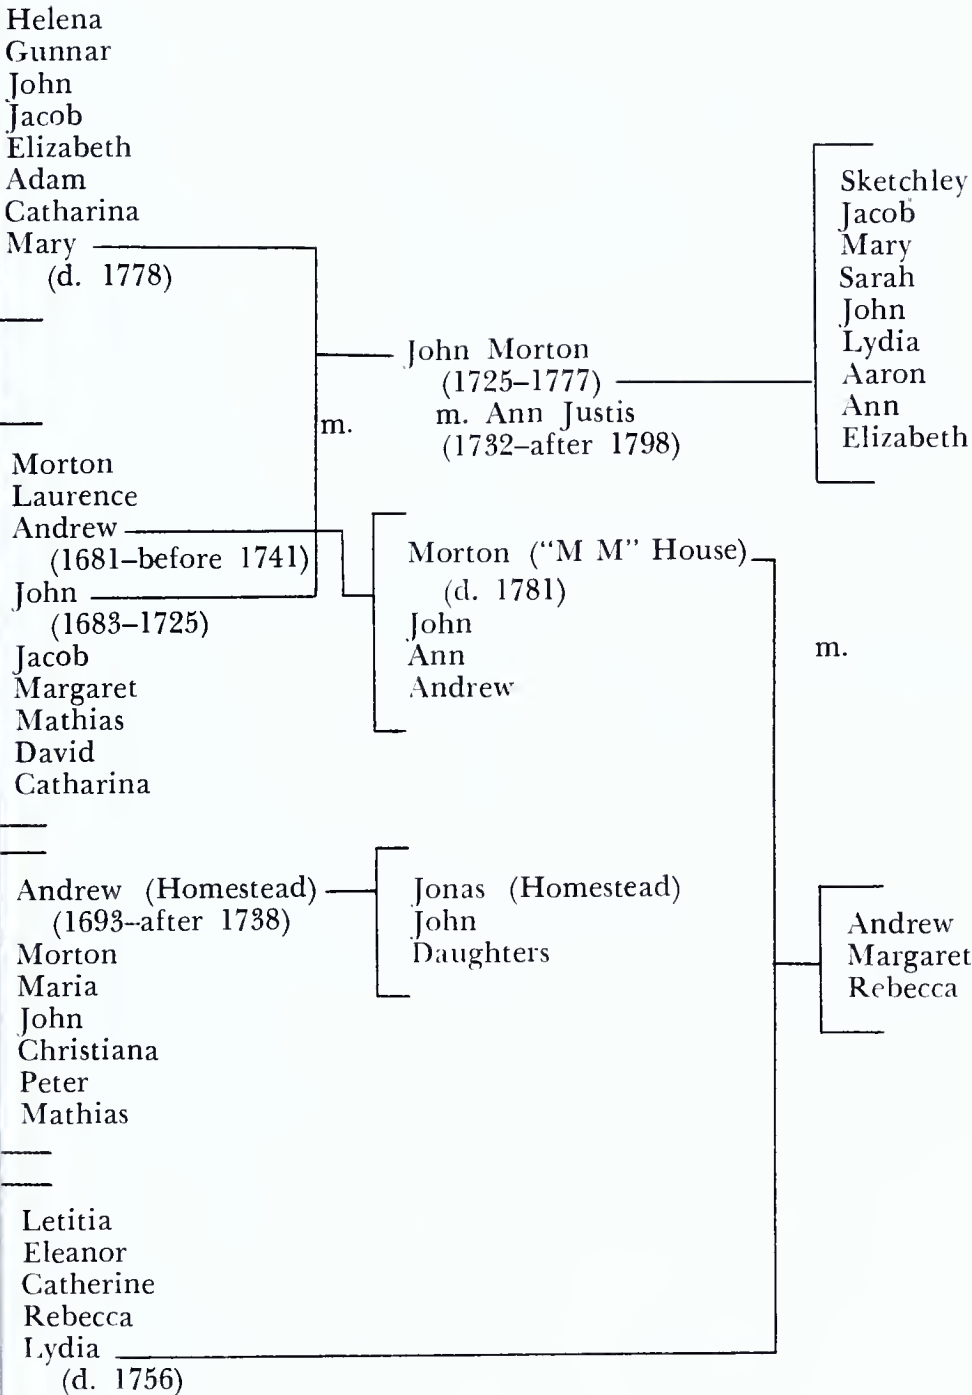 Helena
Gunnar
John
Jacob
Elizabeth
Adam
Catharina
Mary
(d. 1778)
m.
Morton
Laurence
Andrew
(1681–before 1741)
John
(1683–1725)
Jacob
Margaret
Mathias
David
Catharina
Andrew (Homestead)
(1693–after 1738)
Morton
Maria
John
Christiana
Peter
Mathias
Letitia
Eleanor
Catherine
Rebecca
Lydia
(d. 1756)
John Morton
(1725–1777)
m. Ann Justis
(1732–after 1798)
Morton (“M M” House)
(d. 1781)
John
Ann
Andrew
Jonas (Homestead)
John
Daughters
m.
Sketchley
Jacob
Mary
Sarah
John
Lydia
Aaron
Ann
Elizabeth
Andrew
Margaret
Rebecca